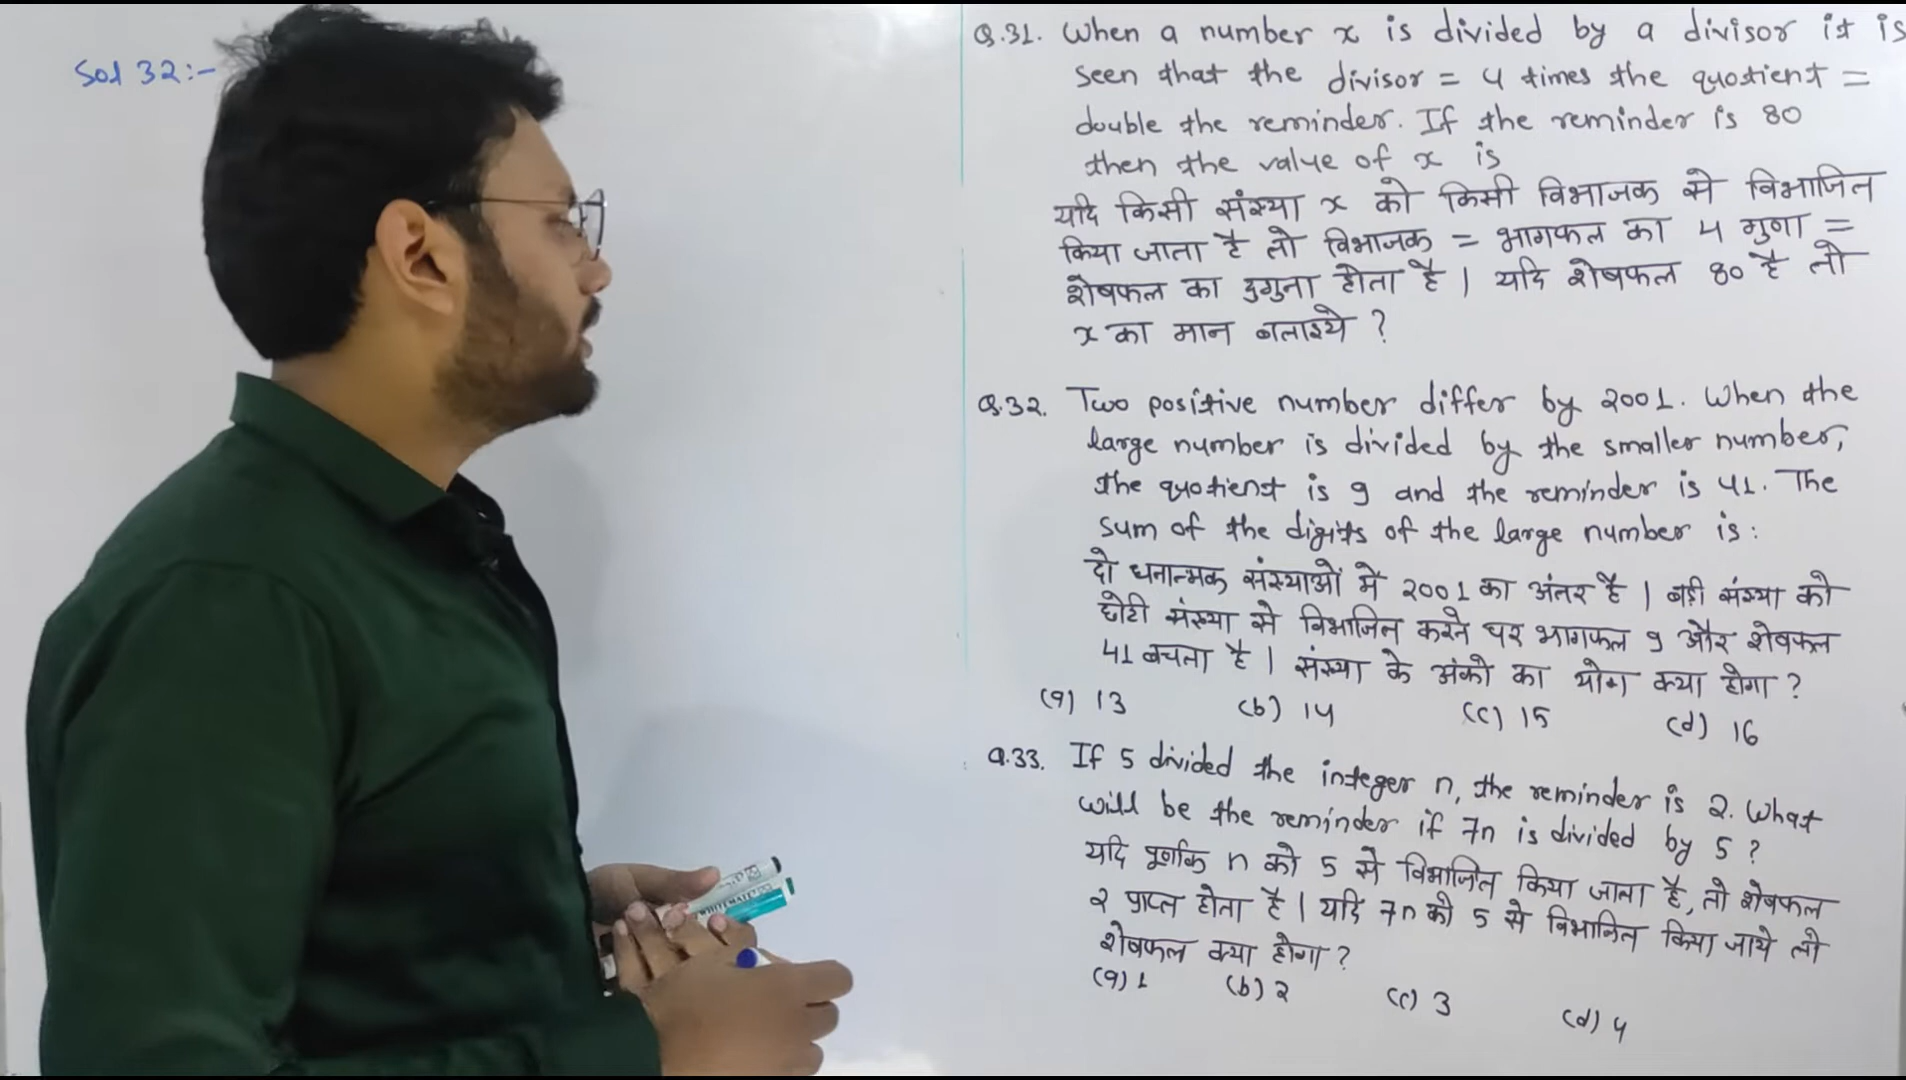 Sol 32:-
Q.31. When a number x is divided by a divisor it is
seen that the divisor = 4 times the quotient =
double the reminder. If the reminder is 80
then the value of x is
यदि किसी संख्या x को किसी विभाजक से विभाजित
किया जाता है तो विभाजक = भागफल का 4 गुणा =
शेषफल का दुगुना होता है । यदि शेषफल 80 है तो
x का मान बताइये ?
Q.32. Two positive number differ by 2001. When the
large number is divided by the smaller number,
the quotient is 9 and the reminder is 41. The
sum of the digits of the large number is:
दो धनात्मक संख्याओं में 2001 का अंतर है । बड़ी संख्या को
छोटी संख्या से विभाजित करने पर भागफल 9 और शेषफल
41 बचता है । संख्या के अंको का योग क्या होगा ?
(a) 13 (b) 14 (c) 15 (d) 16
Q.33. If 5 divided the integer n, the reminder is 2. What
will be the reminder if 7n is divided by 5 ?
यदि पूर्णांक n को 5 से विभाजित किया जाता है, तो शेषफल
2 प्राप्त होता है । यदि 7n को 5 से विभाजित किया जाये तो
शेषफल क्या होगा ?
(a) 1 (b) 2 (c) 3 (d) 4